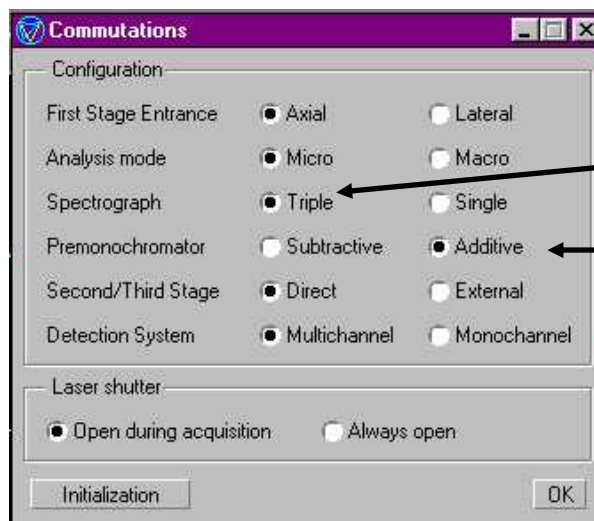 Commutations
Configuration
First Stage Entrance Axial Lateral
Analysis mode Micro Macro
Spectrograph Triple Single
Premonochromator Subtractive Additive
Second/Third Stage Direct External
Detection System Multichannel Monochannel
Laser shutter
Open during acquisition Always open
Initialization OK